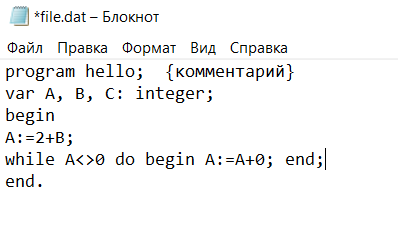 *file.dat – Блокнот
Файл Правка Формат Вид Справка
program hello;  {комментарий}
var A, B, C: integer;
begin
A:=2+B;
while A<>0 do begin A:=A+0; end;
end.